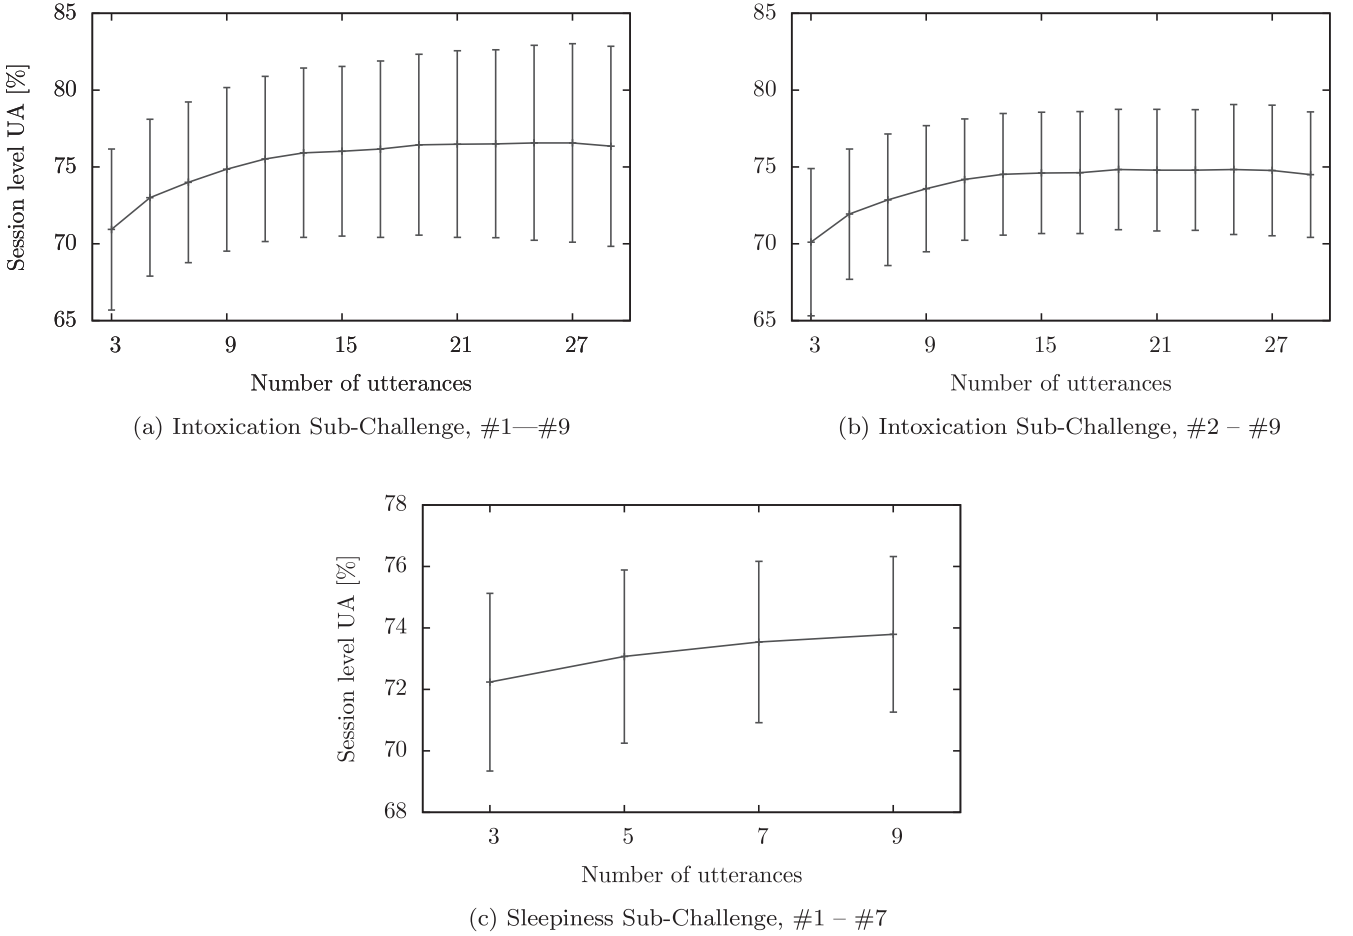 85
80
75
70
65
Session level UA [%]
3 9 15 21 27
Number of utterances
(a) Intoxication Sub-Challenge, #1—#9
85
80
75
70
65
3 9 15 21 27
Number of utterances
(b) Intoxication Sub-Challenge, #2 – #9
78
76
74
72
70
68
Session level UA [%]
3 5 7 9
Number of utterances
(c) Sleepiness Sub-Challenge, #1 – #7